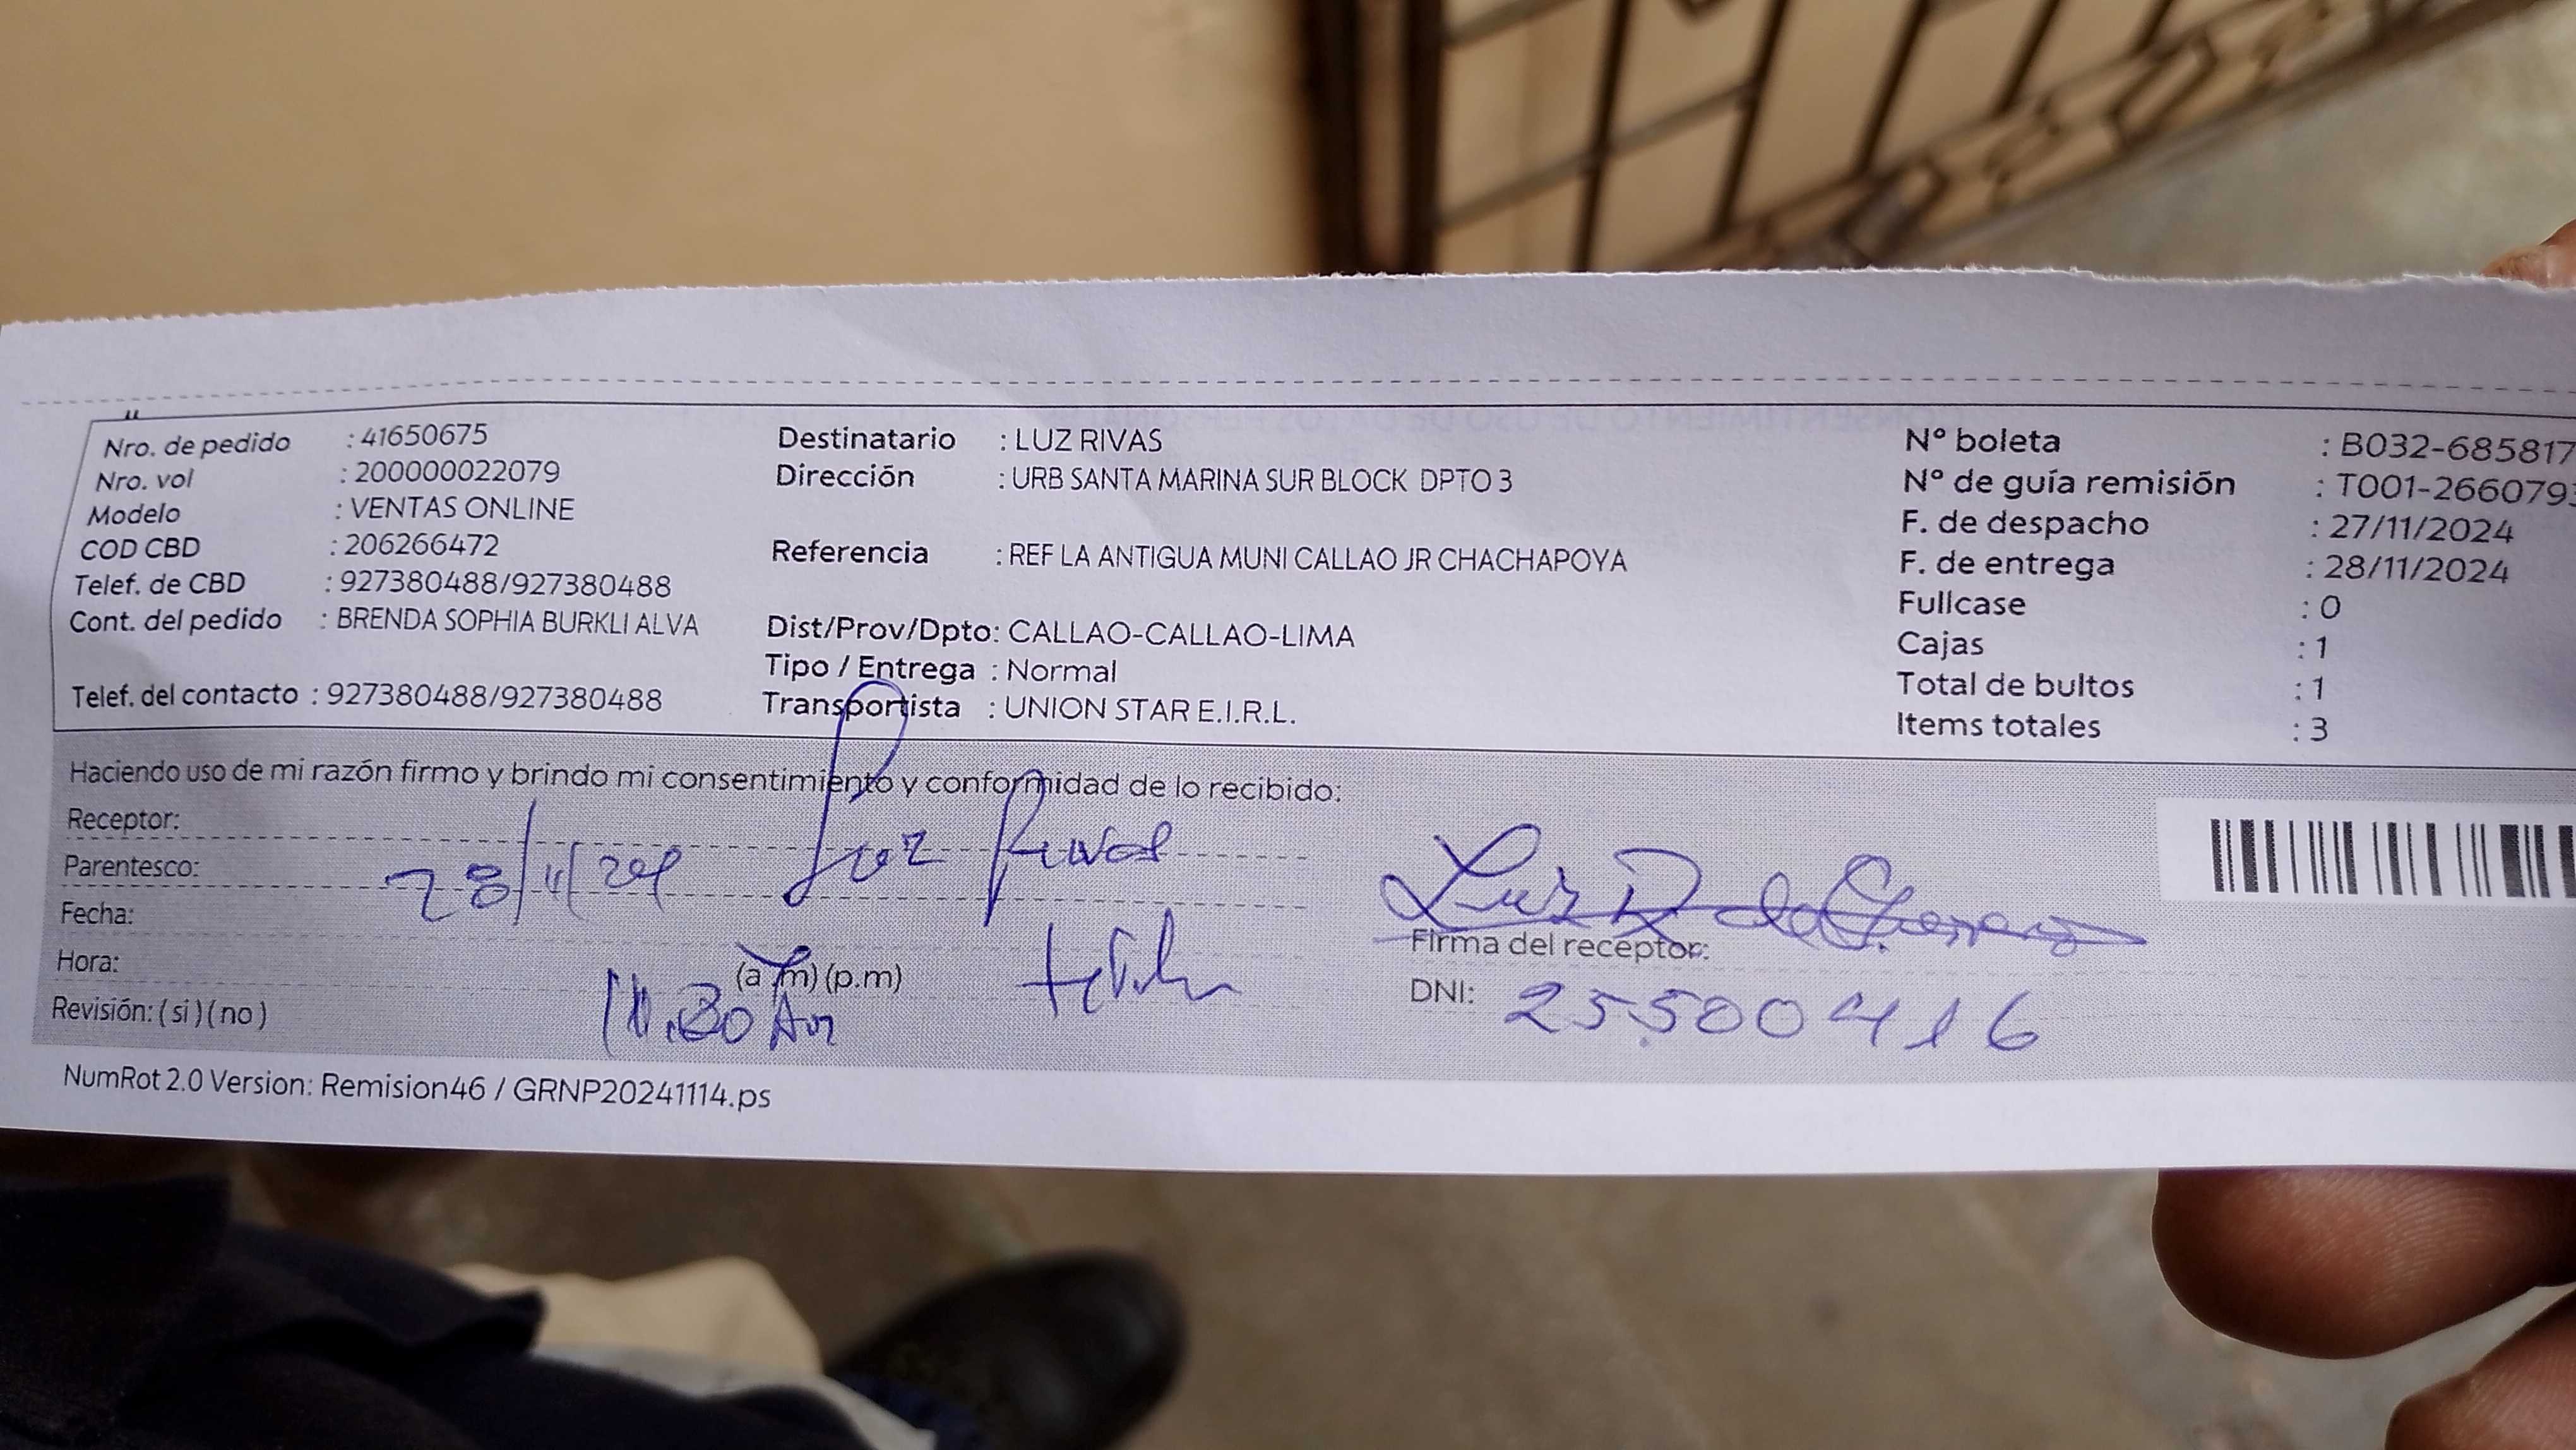 Nro. de pedido : 41650675
Nro. vol : 200000022079
Modelo : VENTAS ONLINE
COD CBD : 206266472
Telef. de CBD : 927380488/927380488
Cont. del pedido : BRENDA SOPHIA BURKLI ALVA
Telef. del contacto : 927380488/927380488
Destinatario : LUZ RIVAS
Dirección : URB SANTA MARINA SUR BLOCK DPTO 3
Referencia : REF LA ANTIGUA MUNI CALLAO JR CHACHAPOYA
Dist/Prov/Dpto: CALLAO-CALLAO-LIMA
Tipo / Entrega : Normal
Transportista : UNION STAR E.I.R.L.
N° boleta : B032-685817
N° de guía remisión : T001-2660793
F. de despacho : 27/11/2024
F. de entrega : 28/11/2024
Fullcase : 0
Cajas : 1
Total de bultos : 1
Items totales : 3
Haciendo uso de mi razón firmo y brindo mi consentimiento y conformidad de lo recibido:
Receptor:
Parentesco: Luz Rivas
Fecha: 28/11/24
Hora: (a.m) (p.m)
Revisión: ( si ) ( no ) 11.30 Am
Luz R de
Firma del receptor:
DNI: 25500416
NumRot 2.0 Version: Remision46 / GRNP20241114.ps